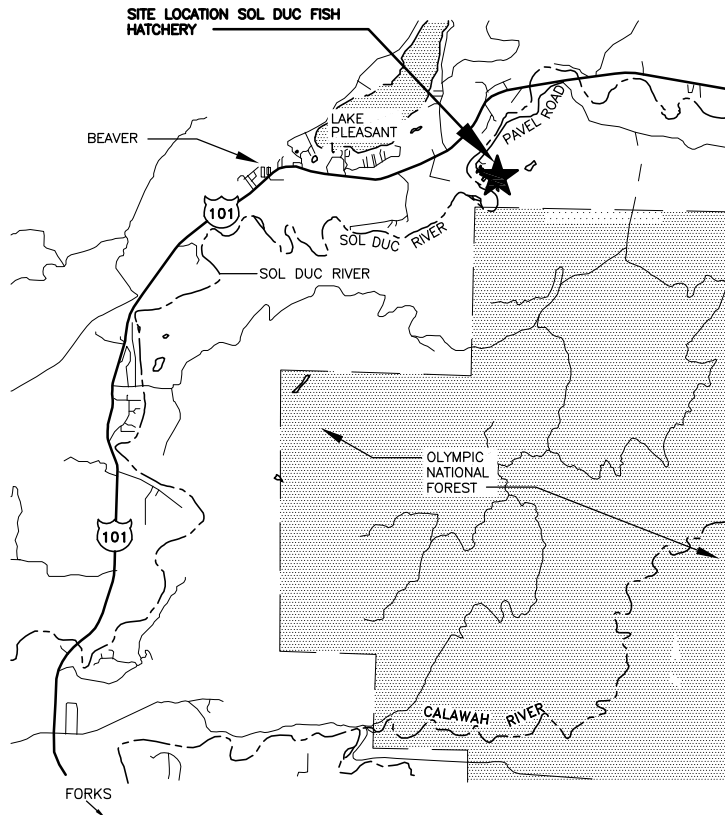 SITE LOCATION SOL DUC FISH
HATCHERY
LAKE
PLEASANT
BEAVER
PAVEL ROAD
101
SOL DUC RIVER
SOL DUC RIVER
OLYMPIC
NATIONAL
FOREST
101
CALAWAH RIVER
FORKS